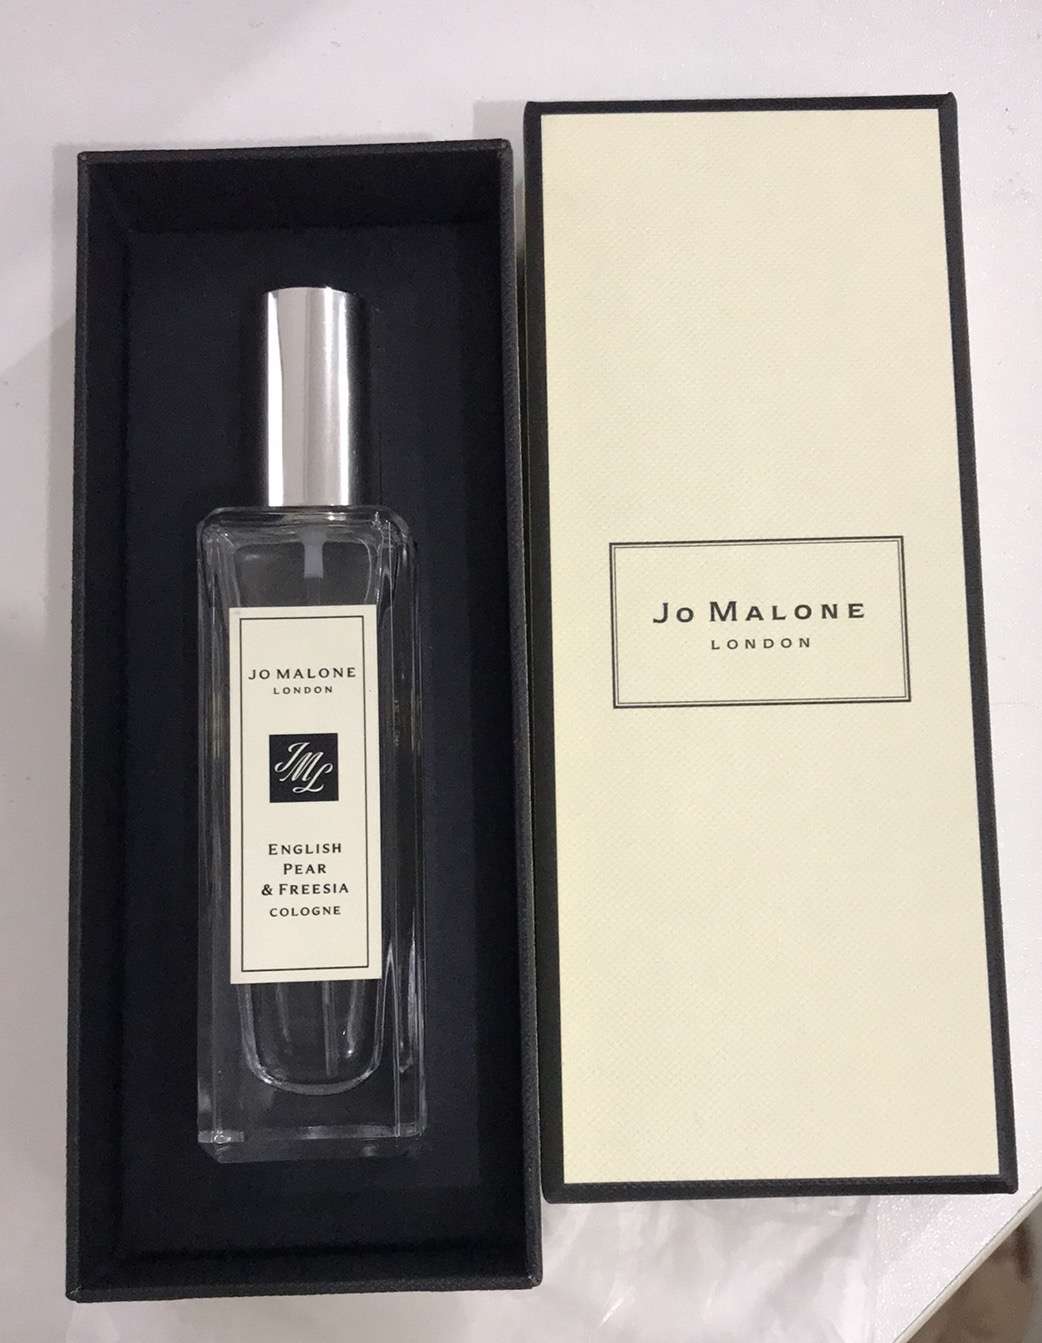 JO MALONE
LONDON
JML
ENGLISH
PEAR
& FREESIA
COLOGNE
JO MALONE
LONDON